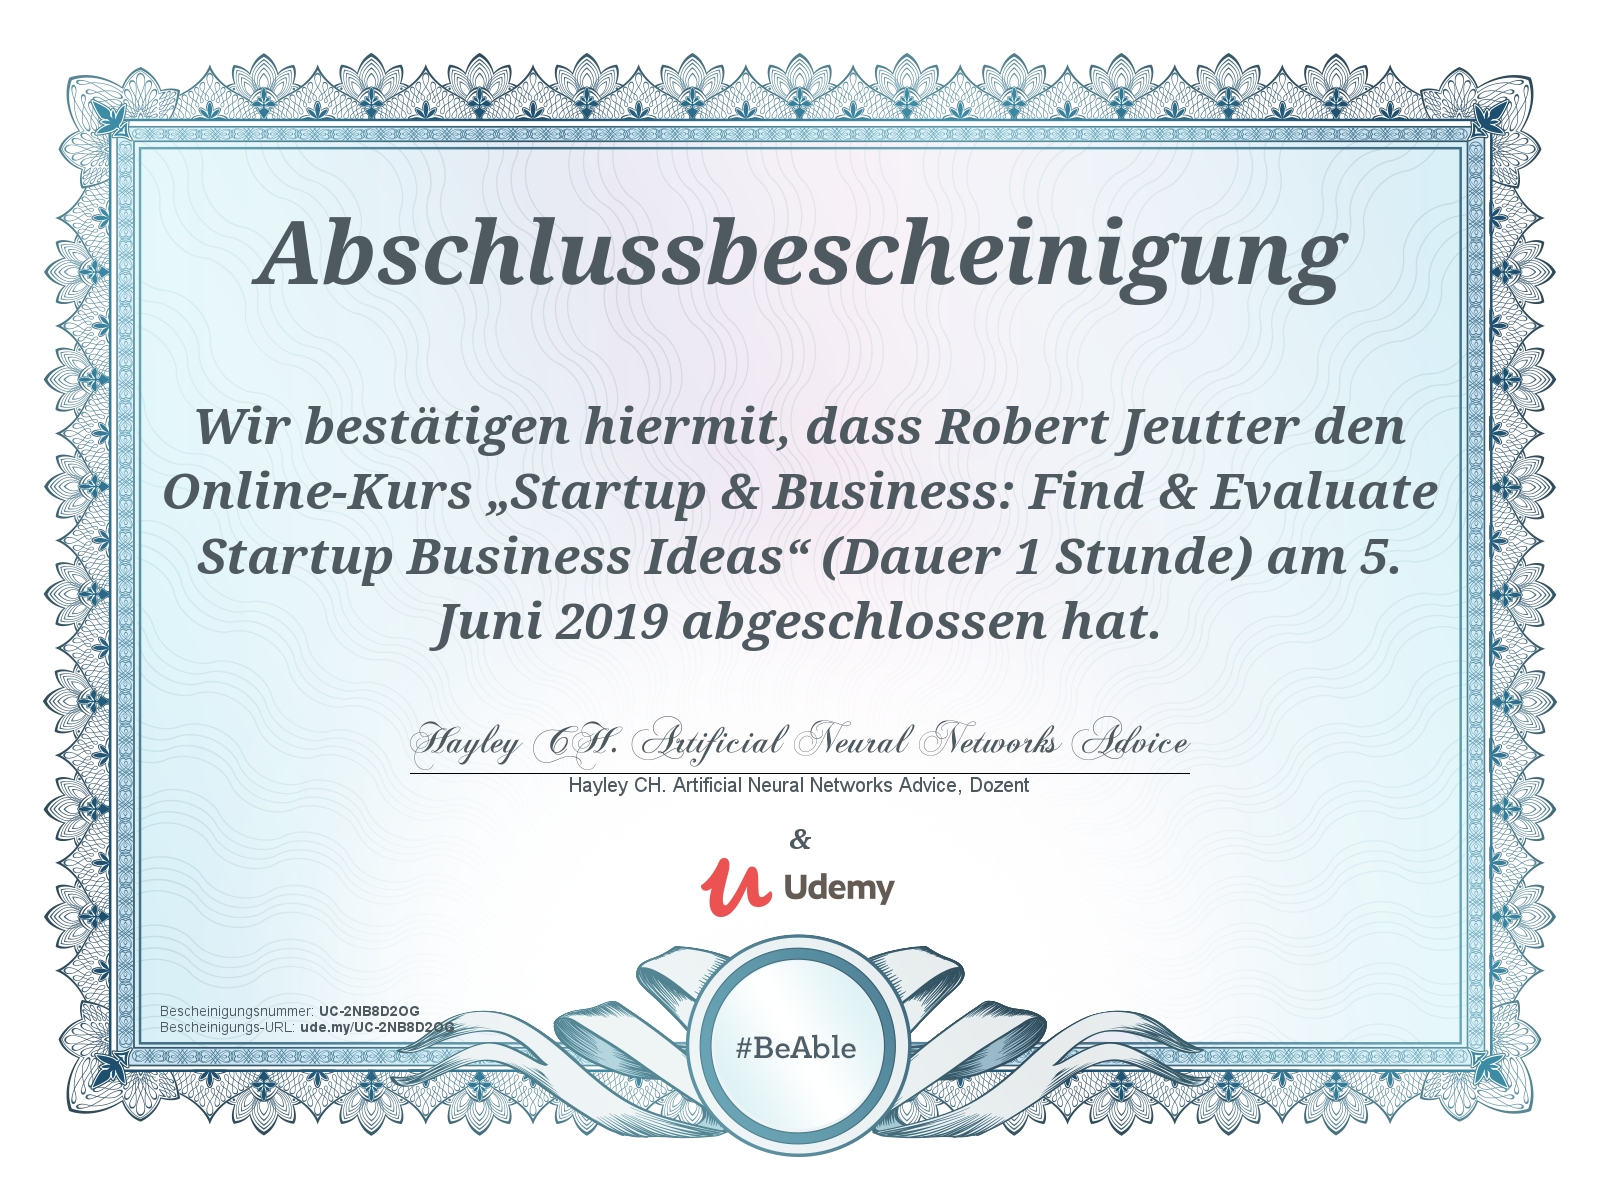 Abschlussbescheinigung
Wir bestätigen hiermit, dass Robert Jeutter den
Online-Kurs „Startup & Business: Find & Evaluate
Startup Business Ideas“ (Dauer 1 Stunde) am 5.
Juni 2019 abgeschlossen hat.
Hayley CH. Artificial Neural Networks Advice
Hayley CH. Artificial Neural Networks Advice, Dozent
&
Udemy
Bescheinigungsnummer: UC-2NB8D2OG
Bescheinigungs-URL: ude.my/UC-2NB8D2OG
#BeAble